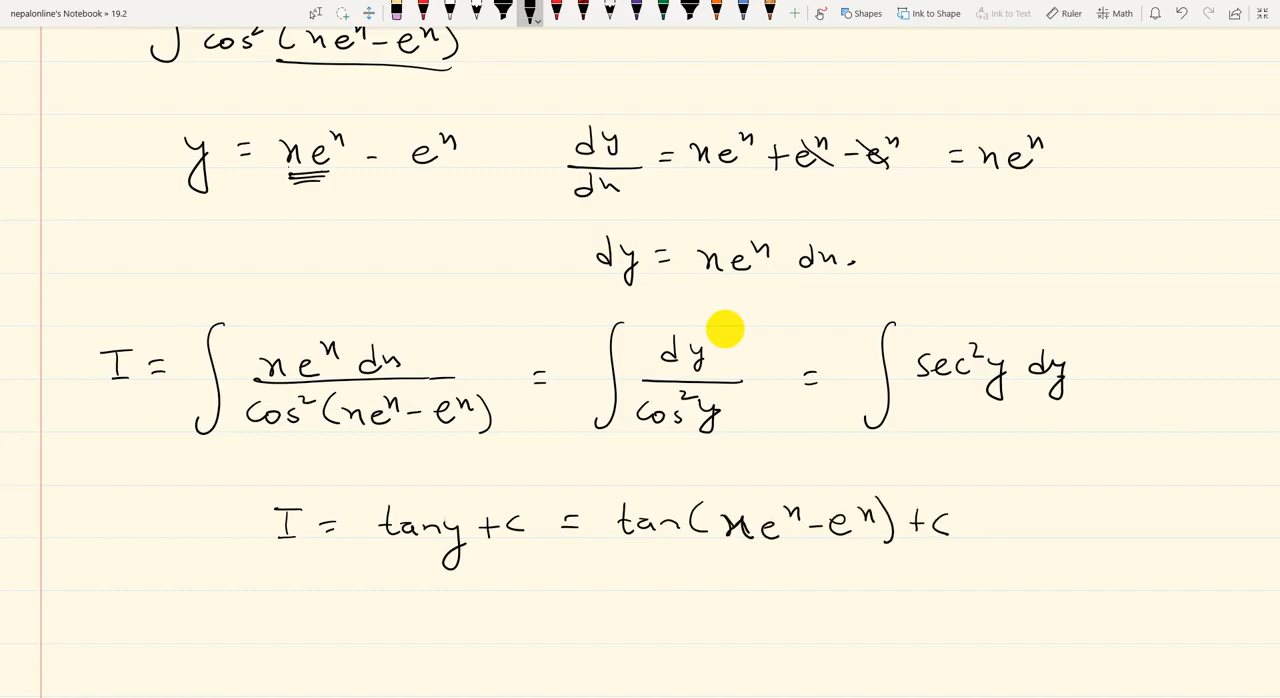 nepalonline's Notebook » 19.2 Shapes Ink to Shape Ink to Text Ruler Math
∫ cos² (xeˣ - eˣ)
y = xeˣ - eˣ dy/dx = xeˣ + eˣ - eˣ = xeˣ
dy = xeˣ dx.
I = ∫ xeˣ dx / cos² (xeˣ - eˣ) = ∫ dy / cos²y = ∫ sec²y dy
I = tany + c = tan(xeˣ - eˣ) + c